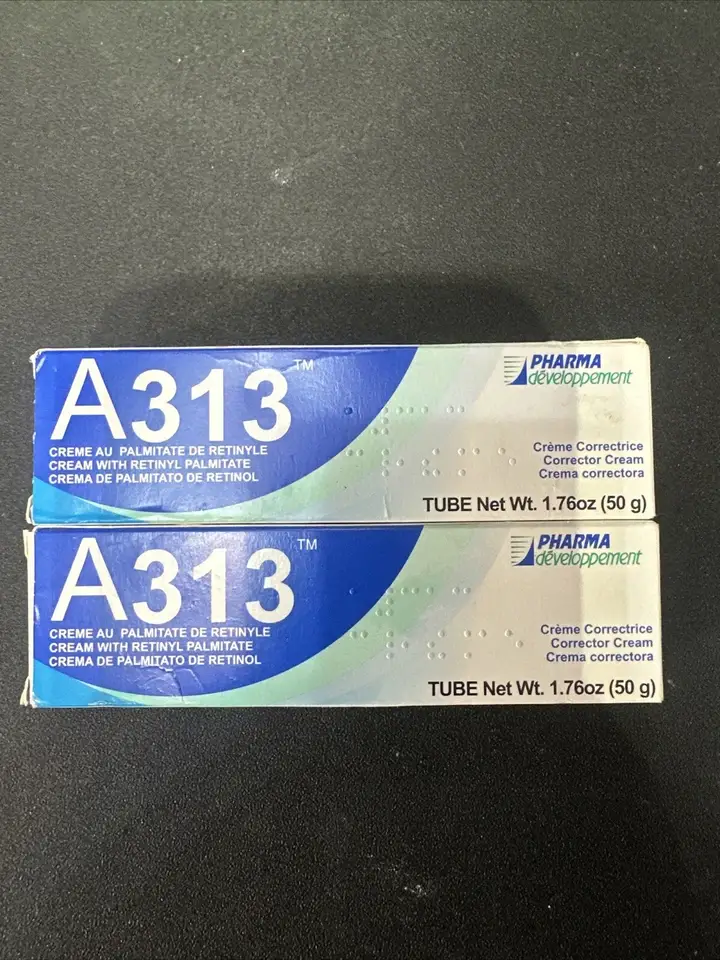 A313™
CREME AU PALMITATE DE RETINYLE
CREAM WITH RETINYL PALMITATE
CREMA DE PALMITATO DE RETINOL
PHARMA
développement
Crème Correctrice
Corrector Cream
Crema correctora
TUBE Net Wt. 1.76oz (50 g)
A313™
CREME AU PALMITATE DE RETINYLE
CREAM WITH RETINYL PALMITATE
CREMA DE PALMITATO DE RETINOL
PHARMA
développement
Crème Correctrice
Corrector Cream
Crema correctora
TUBE Net Wt. 1.76oz (50 g)